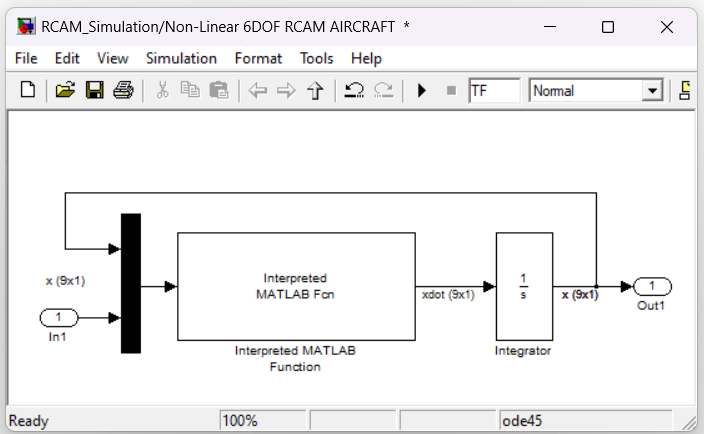 RCAM_Simulation/Non-Linear 6DOF RCAM AIRCRAFT *
File Edit View Simulation Format Tools Help
TF Normal
Interpreted
MATLAB Fcn
1
s
x (9x1)
xdot (9x1)
x (9x1)
1
Out1
1
In1
Interpreted MATLAB
Function
Integrator
Ready 100% ode45